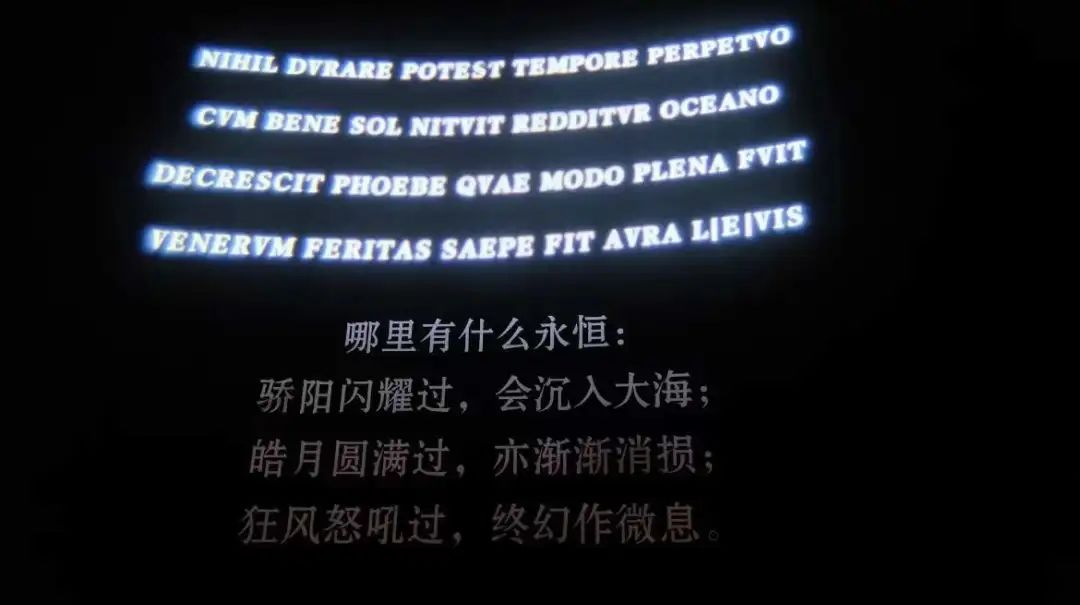 NIHIL DVRARE POTEST TEMPORE PERPETVO
CVM BENE SOL NITVIT REDDITVR OCEANO
DECRESCIT PHOEBE QVAE MODO PLENA FVIT
VENERVM FERITAS SAEPE FIT AVRA L|E|VIS
哪里有什么永恒：
骄阳闪耀过，会沉入大海；
皓月圆满过，亦渐渐消损；
狂风怒吼过，终幻作微息。